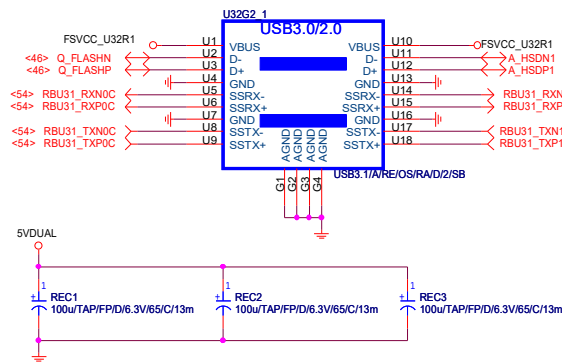 U32G2_1
USB3.0/2.0
FSVCC_U32R1 U1 VBUS VBUS U10 FSVCC_U32R1
<46> Q_FLASHN U2 D- D- U11 A_HSDN1
<46> Q_FLASHP U3 D+ D+ U12 A_HSDP1
U4 GND GND U13
<54> RBU31_RXN0C U5 SSRX- SSRX- U14 RBU31_RXN
<54> RBU31_RXP0C U6 SSRX+ SSRX+ U15 RBU31_RXP
U7 GND GND U16
<54> RBU31_TXN0C U8 SSTX- SSTX- U17 RBU31_TXN1
<54> RBU31_TXP0C U9 SSTX+ SSTX+ U18 RBU31_TXP1
AGND AGND AGND AGND
USB3.1/A/RE/OS/RA/D/2/SB
G1 G2 G3 G4
5VDUAL
1 1 1
+ REC1 + REC2 + REC3
100u/TAP/FP/D/6.3V/65/C/13m 100u/TAP/FP/D/6.3V/65/C/13m 100u/TAP/FP/D/6.3V/65/C/13m